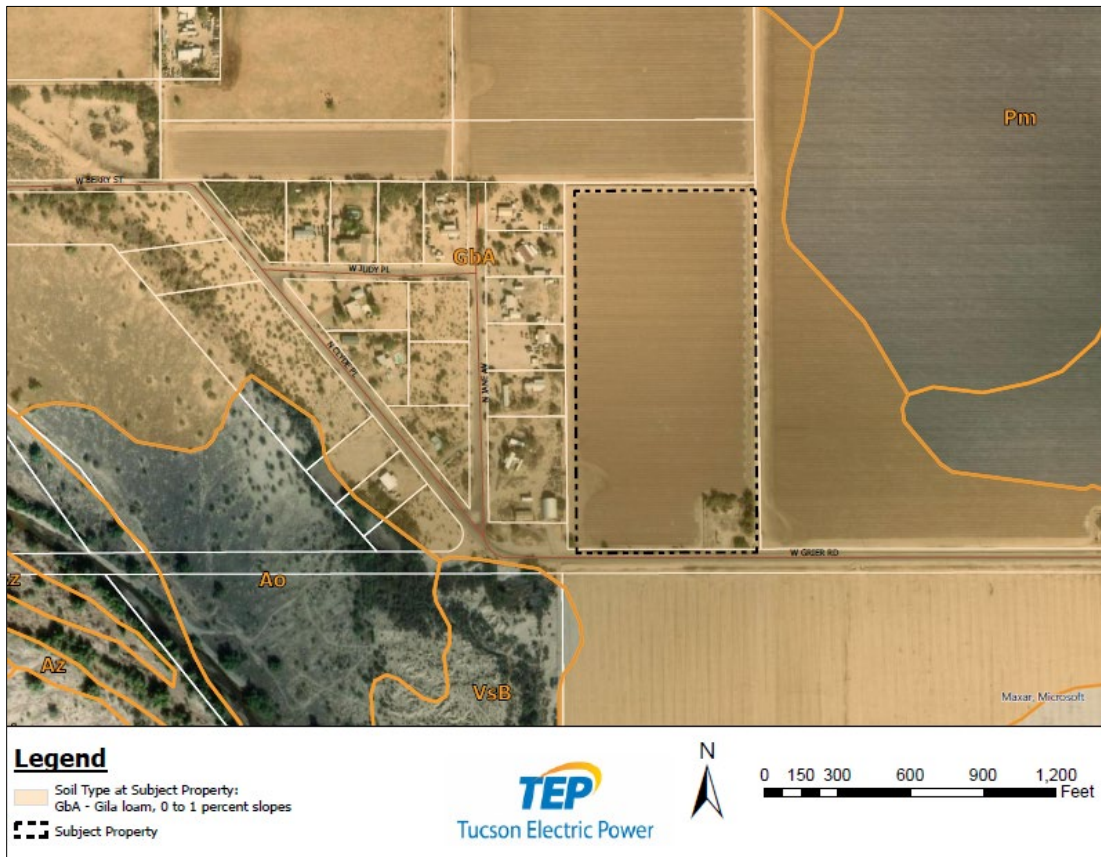 Pm
W BERRY ST
GbA
W JUDY PL
N CLYDE PL
N JANE AV
W GRIER RD
Ao
Az
VsB
Maxar, Microsoft
Legend
Soil Type at Subject Property:
GbA - Gila loam, 0 to 1 percent slopes
Subject Property
TEP
Tucson Electric Power
N
0 150 300 600 900 1,200
Feet